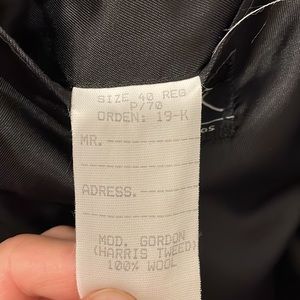 SIZE 40 REG
P/70
ORDEN: 19-K
MR.
ADRESS.
MOD. GORDON
(HARRIS TWEED)
100% WOOL